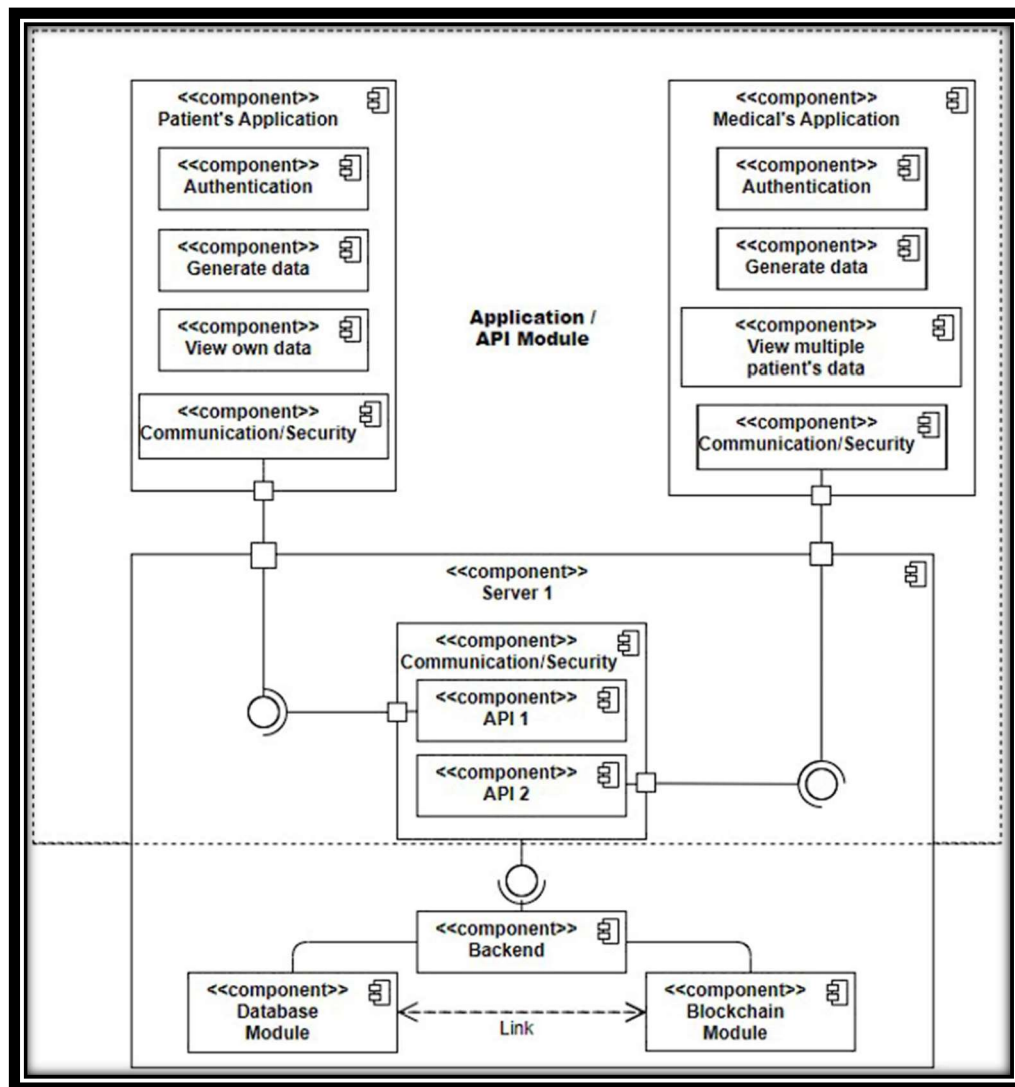 <<component>>
Patient's Application
<<component>>
Authentication
<<component>>
Generate data
<<component>>
View own data
<<component>>
Communication/Security
Application /
API Module
<<component>>
Medical's Application
<<component>>
Authentication
<<component>>
Generate data
<<component>>
View multiple
patient's data
<<component>>
Communication/Security
<<component>>
Server 1
<<component>>
Communication/Security
<<component>>
API 1
<<component>>
API 2
<<component>>
Backend
<<component>>
Database
Module
Link
<<component>>
Blockchain
Module